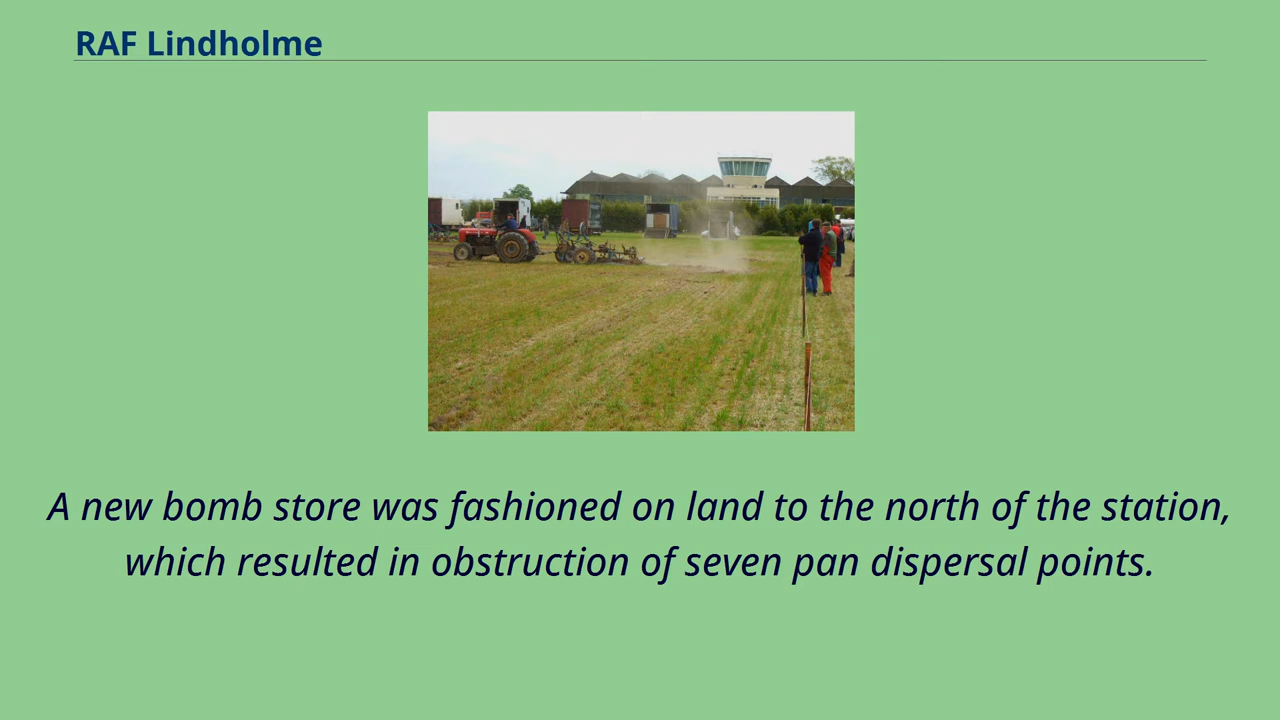 RAF Lindholme
A new bomb store was fashioned on land to the north of the station,
which resulted in obstruction of seven pan dispersal points.